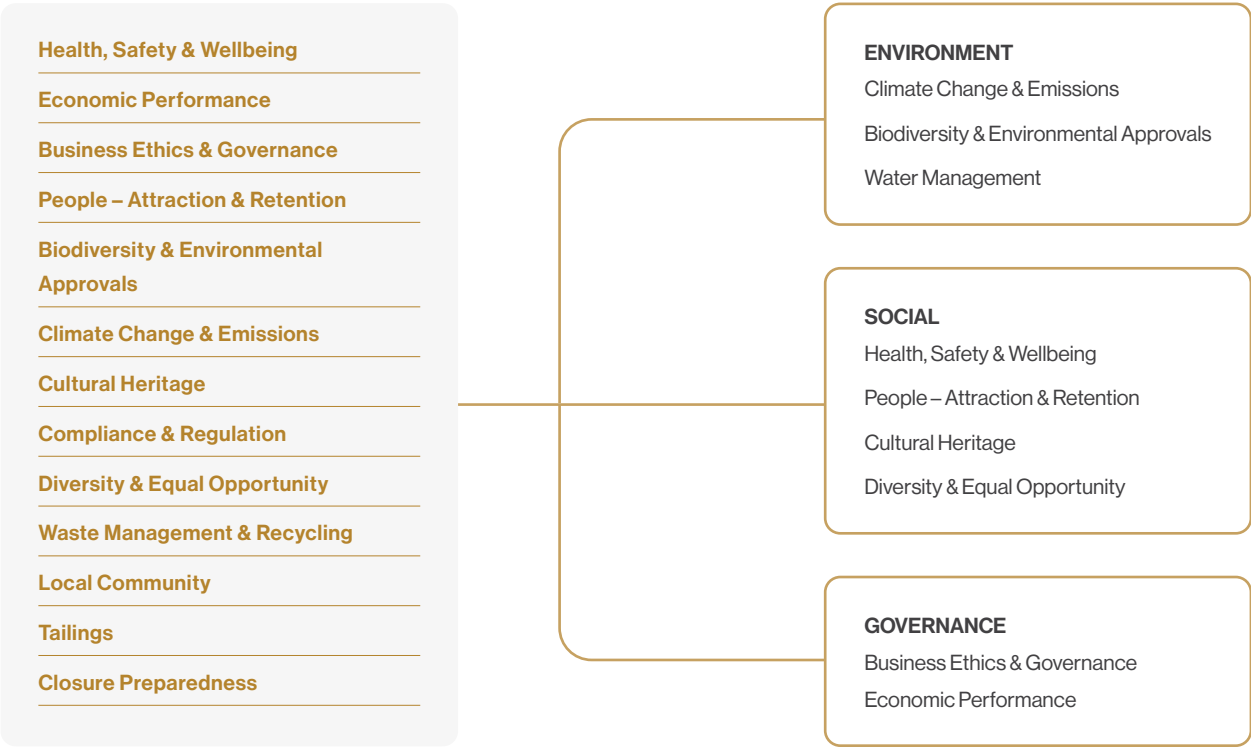 Health, Safety & Wellbeing
Economic Performance
Business Ethics & Governance
People – Attraction & Retention
Biodiversity & Environmental
Approvals
Climate Change & Emissions
Cultural Heritage
Compliance & Regulation
Diversity & Equal Opportunity
Waste Management & Recycling
Local Community
Tailings
Closure Preparedness
ENVIRONMENT
Climate Change & Emissions
Biodiversity & Environmental Approvals
Water Management
SOCIAL
Health, Safety & Wellbeing
People – Attraction & Retention
Cultural Heritage
Diversity & Equal Opportunity
GOVERNANCE
Business Ethics & Governance
Economic Performance